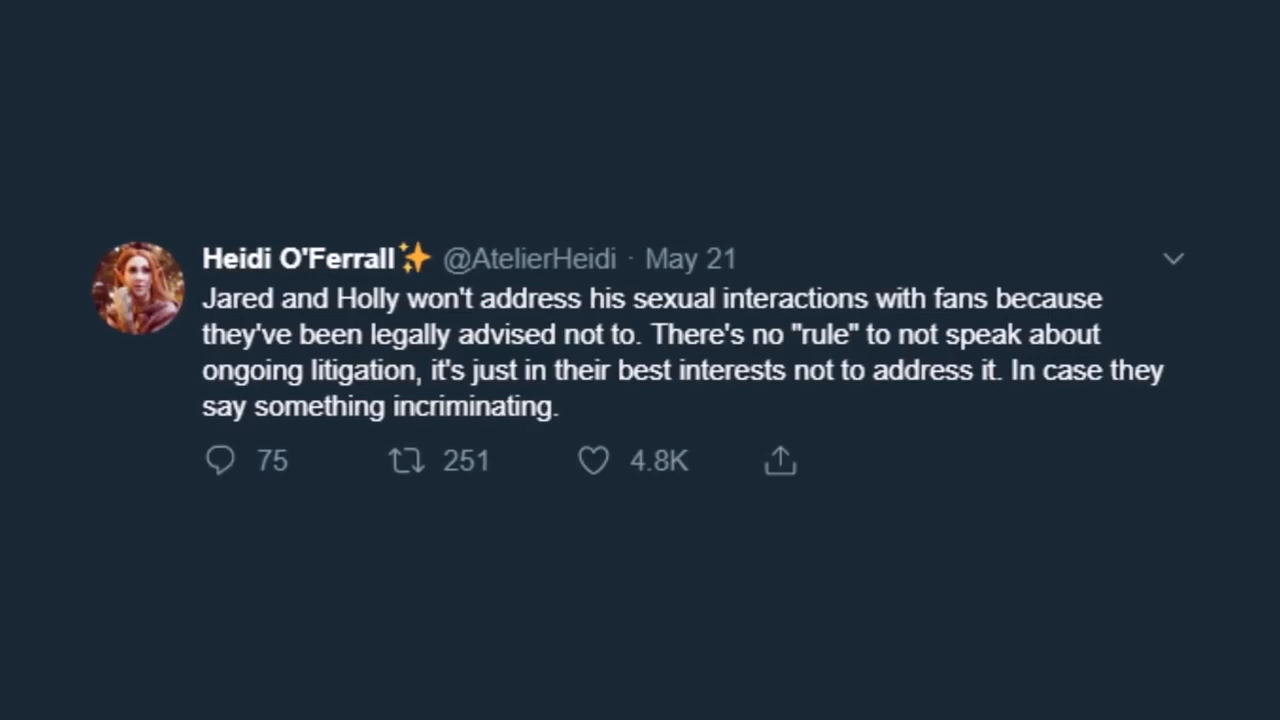 Heidi O'Ferrall✨ @AtelierHeidi · May 21
Jared and Holly won't address his sexual interactions with fans because
they've been legally advised not to. There's no "rule" to not speak about
ongoing litigation, it's just in their best interests not to address it. In case they
say something incriminating.
75 251 4.8K